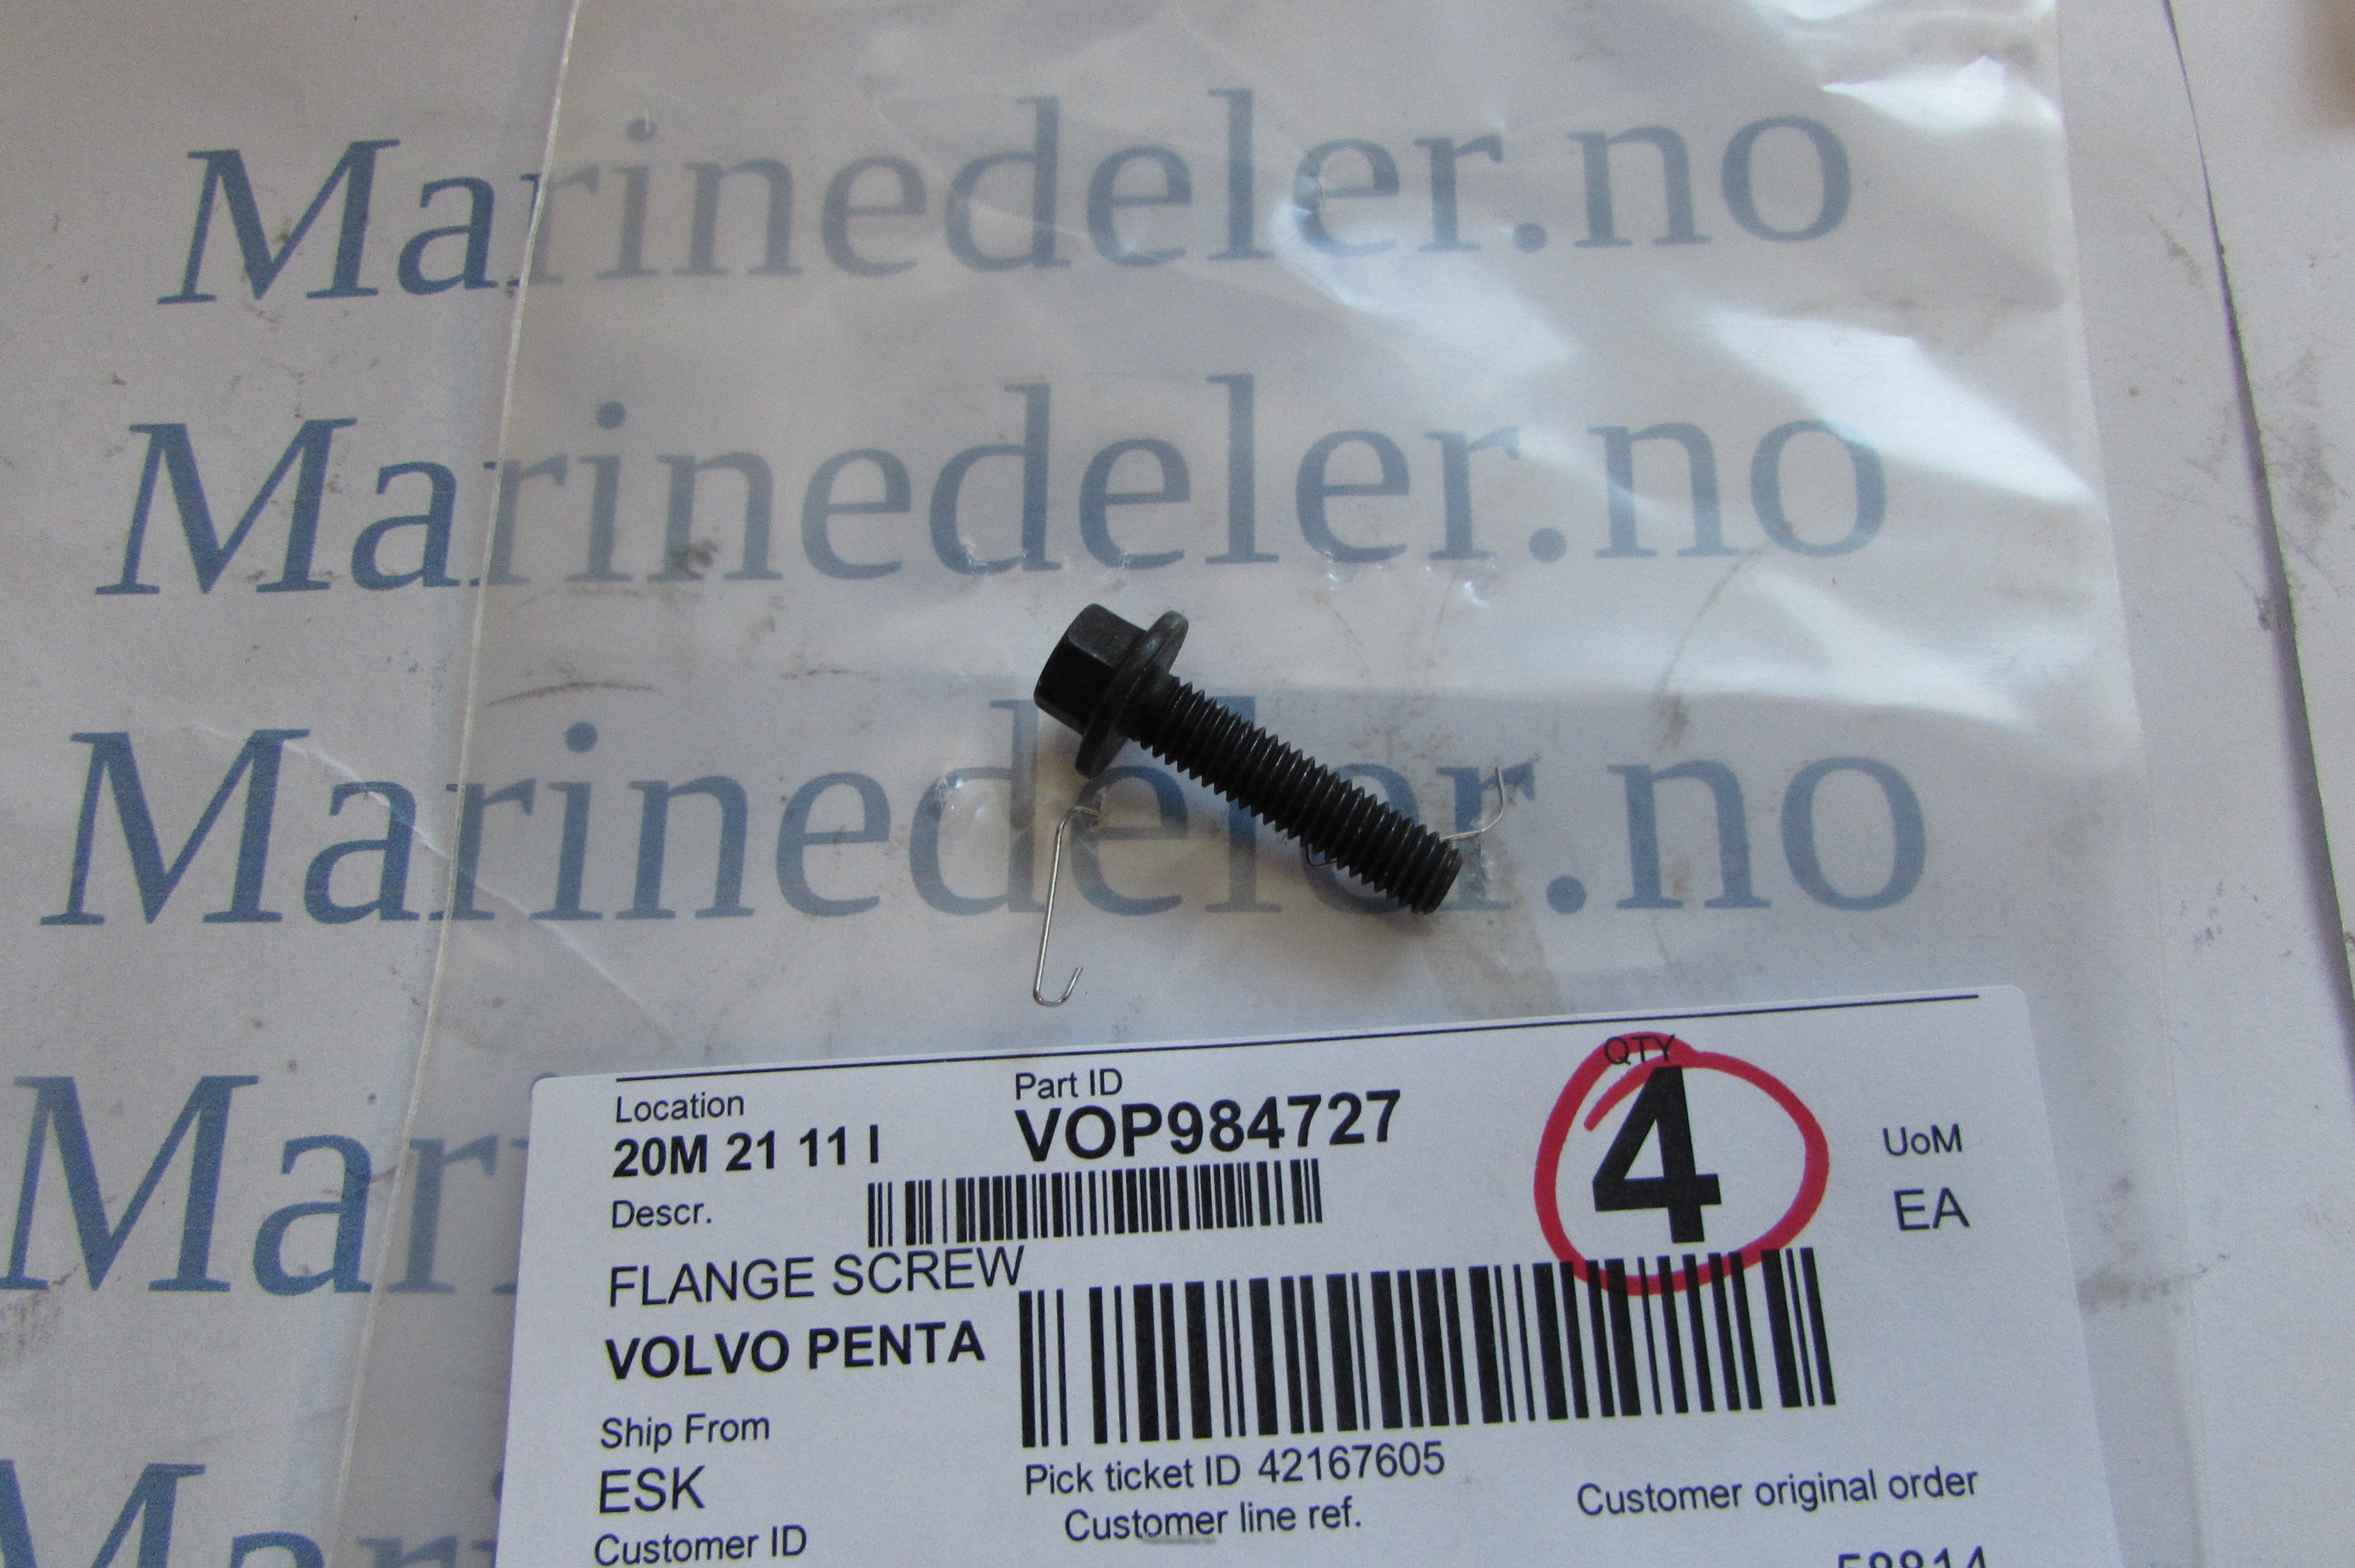 Marinedeler.no
Marinedeler.no
Marinedeler.no
Mari
Location
20M 21 11 I
Part ID
VOP984727
QTY
4
UoM
EA
Descr.
FLANGE SCREW
VOLVO PENTA
Ship From
ESK
Pick ticket ID 42167605
Customer line ref.
Customer original order
Customer ID